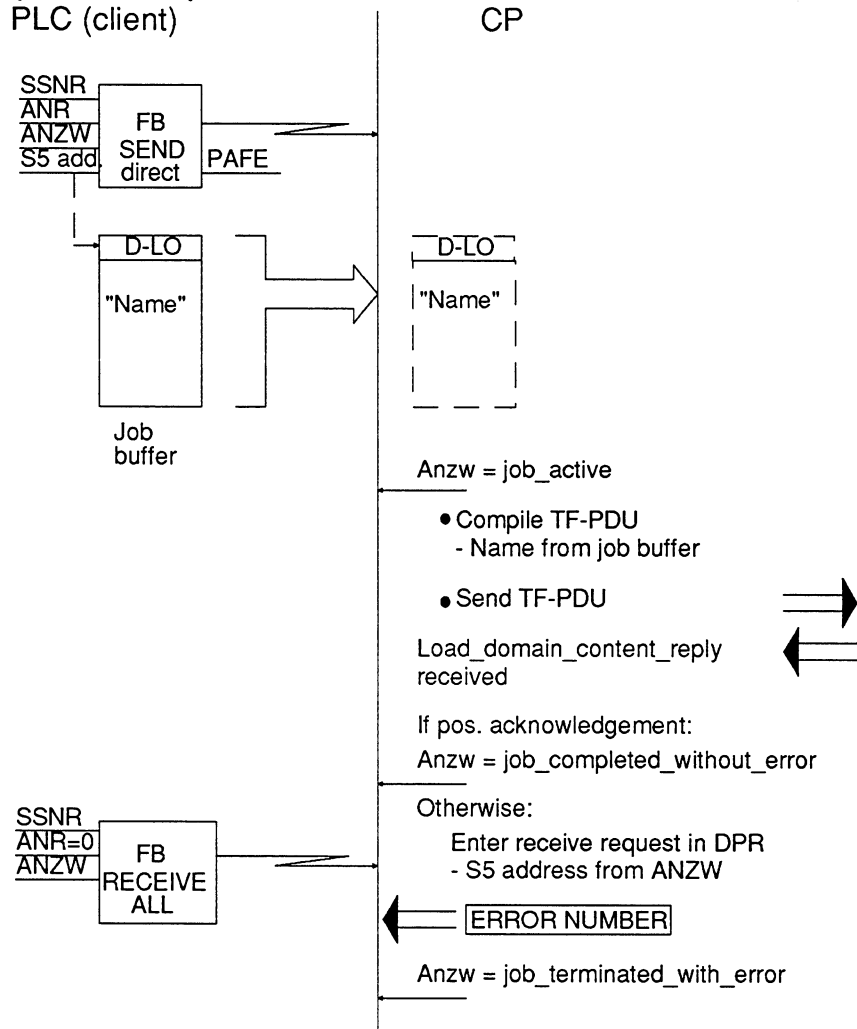 PLC (client)
CP
SSNR
ANR
ANZW
S5 add.
FB
SEND
direct
PAFE
D-LO
"Name"
Job
buffer
D-LO
"Name"
Anzw = job_active
• Compile TF-PDU
- Name from job buffer
• Send TF-PDU
Load_domain_content_reply
received
If pos. acknowledgement:
Anzw = job_completed_without_error
Otherwise:
Enter receive request in DPR
- S5 address from ANZW
SSNR
ANR=0
ANZW
FB
RECEIVE
ALL
ERROR NUMBER
Anzw = job_terminated_with_error